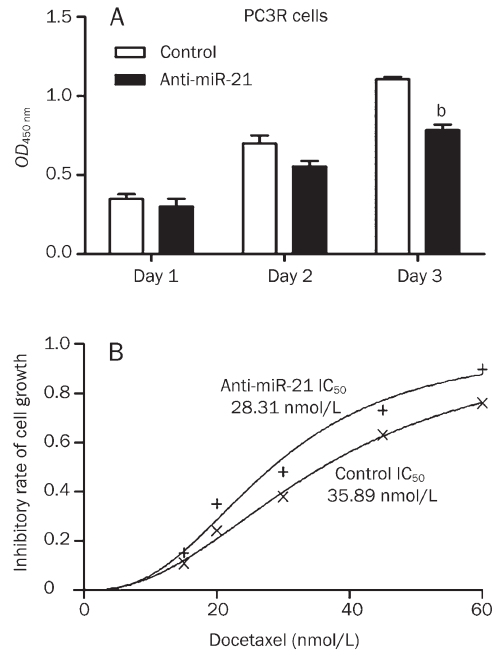 A
PC3R cells
Control
Anti-miR-21
OD450 nm
1.5
1.0
0.5
0.0
b
Day 1
Day 2
Day 3
B
Inhibitory rate of cell growth
1.0
0.8
0.6
0.4
0.2
0
Anti-miR-21 IC50
28.31 nmol/L
Control IC50
35.89 nmol/L
0
20
40
60
Docetaxel (nmol/L)